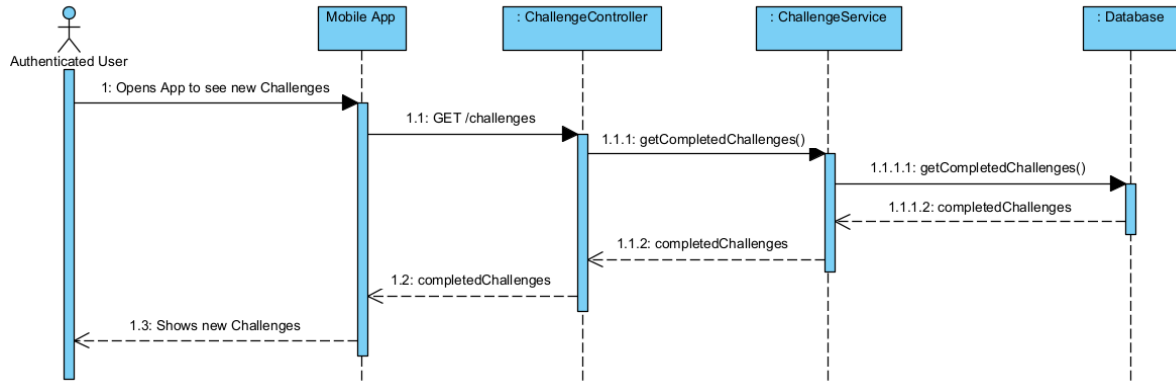 Mobile App
: ChallengeController
: ChallengeService
: Database
Authenticated User
1: Opens App to see new Challenges
1.1: GET /challenges
1.1.1: getCompletedChallenges()
1.1.1.1: getCompletedChallenges()
1.1.1.2: completedChallenges
1.1.2: completedChallenges
1.2: completedChallenges
1.3: Shows new Challenges